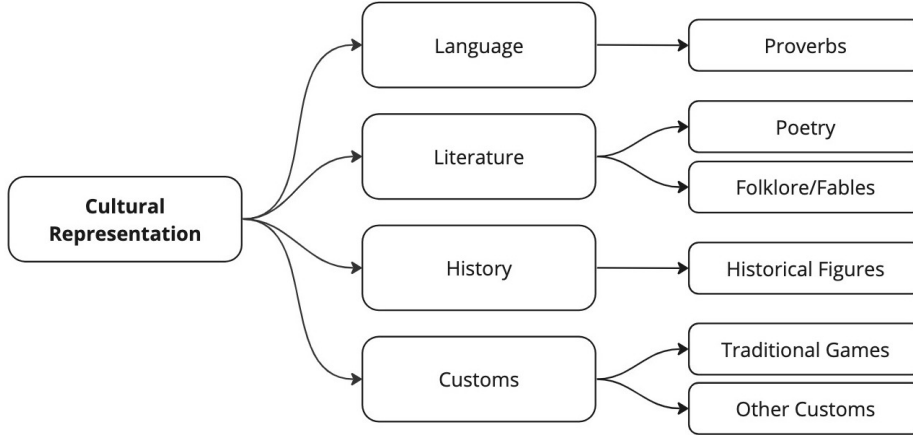 Language
Proverbs
Literature
Poetry
Folklore/Fables
Cultural
Representation
History
Historical Figures
Customs
Traditional Games
Other Customs